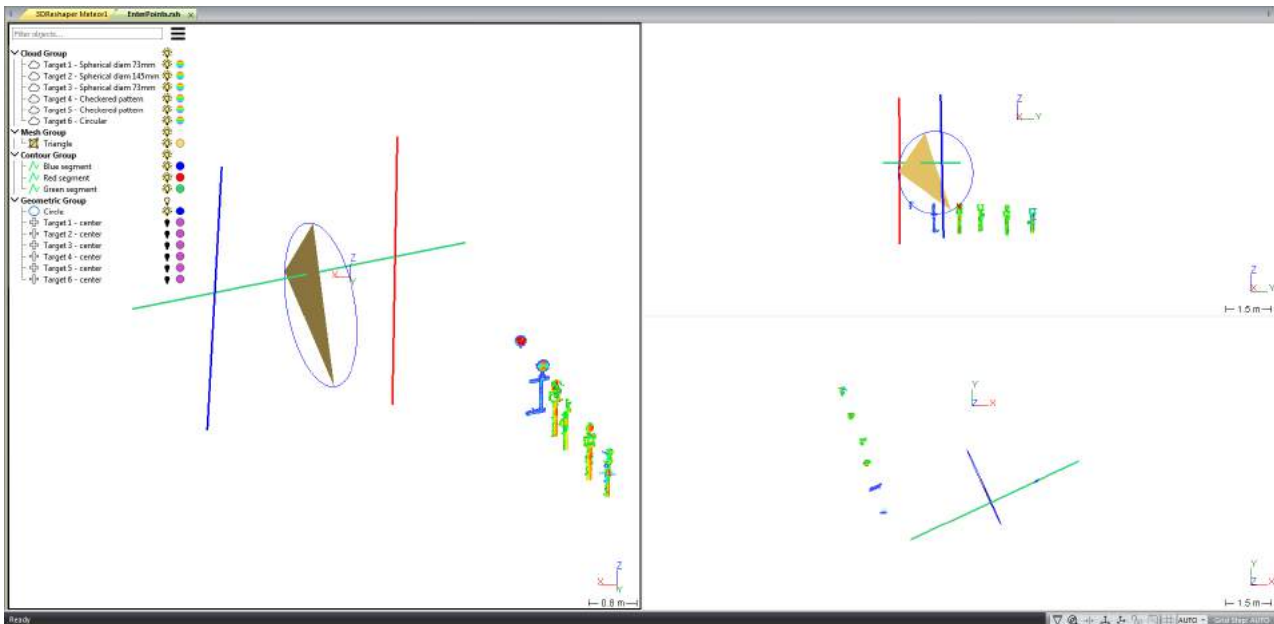 3DReshaper Meteor1 EnterPoints.rsh
Filter objects...
Cloud Group
Target 1 - Spherical diam 73mm
Target 2 - Spherical diam 145mm
Target 3 - Spherical diam 73mm
Target 4 - Checkered pattern
Target 5 - Checkered pattern
Target 6 - Circular
Mesh Group
Triangle
Contour Group
Blue segment
Red segment
Green segment
Geometric Group
Circle
Target 1 - center
Target 2 - center
Target 3 - center
Target 4 - center
Target 5 - center
Target 6 - center
Z
X
Y
Z
X
Y
0.8 m
Z
X Y
Z
X Y
1.5 m
Y
Z X
Y
Z X
1.5 m
Ready
AUTO
Grid Step: AUTO